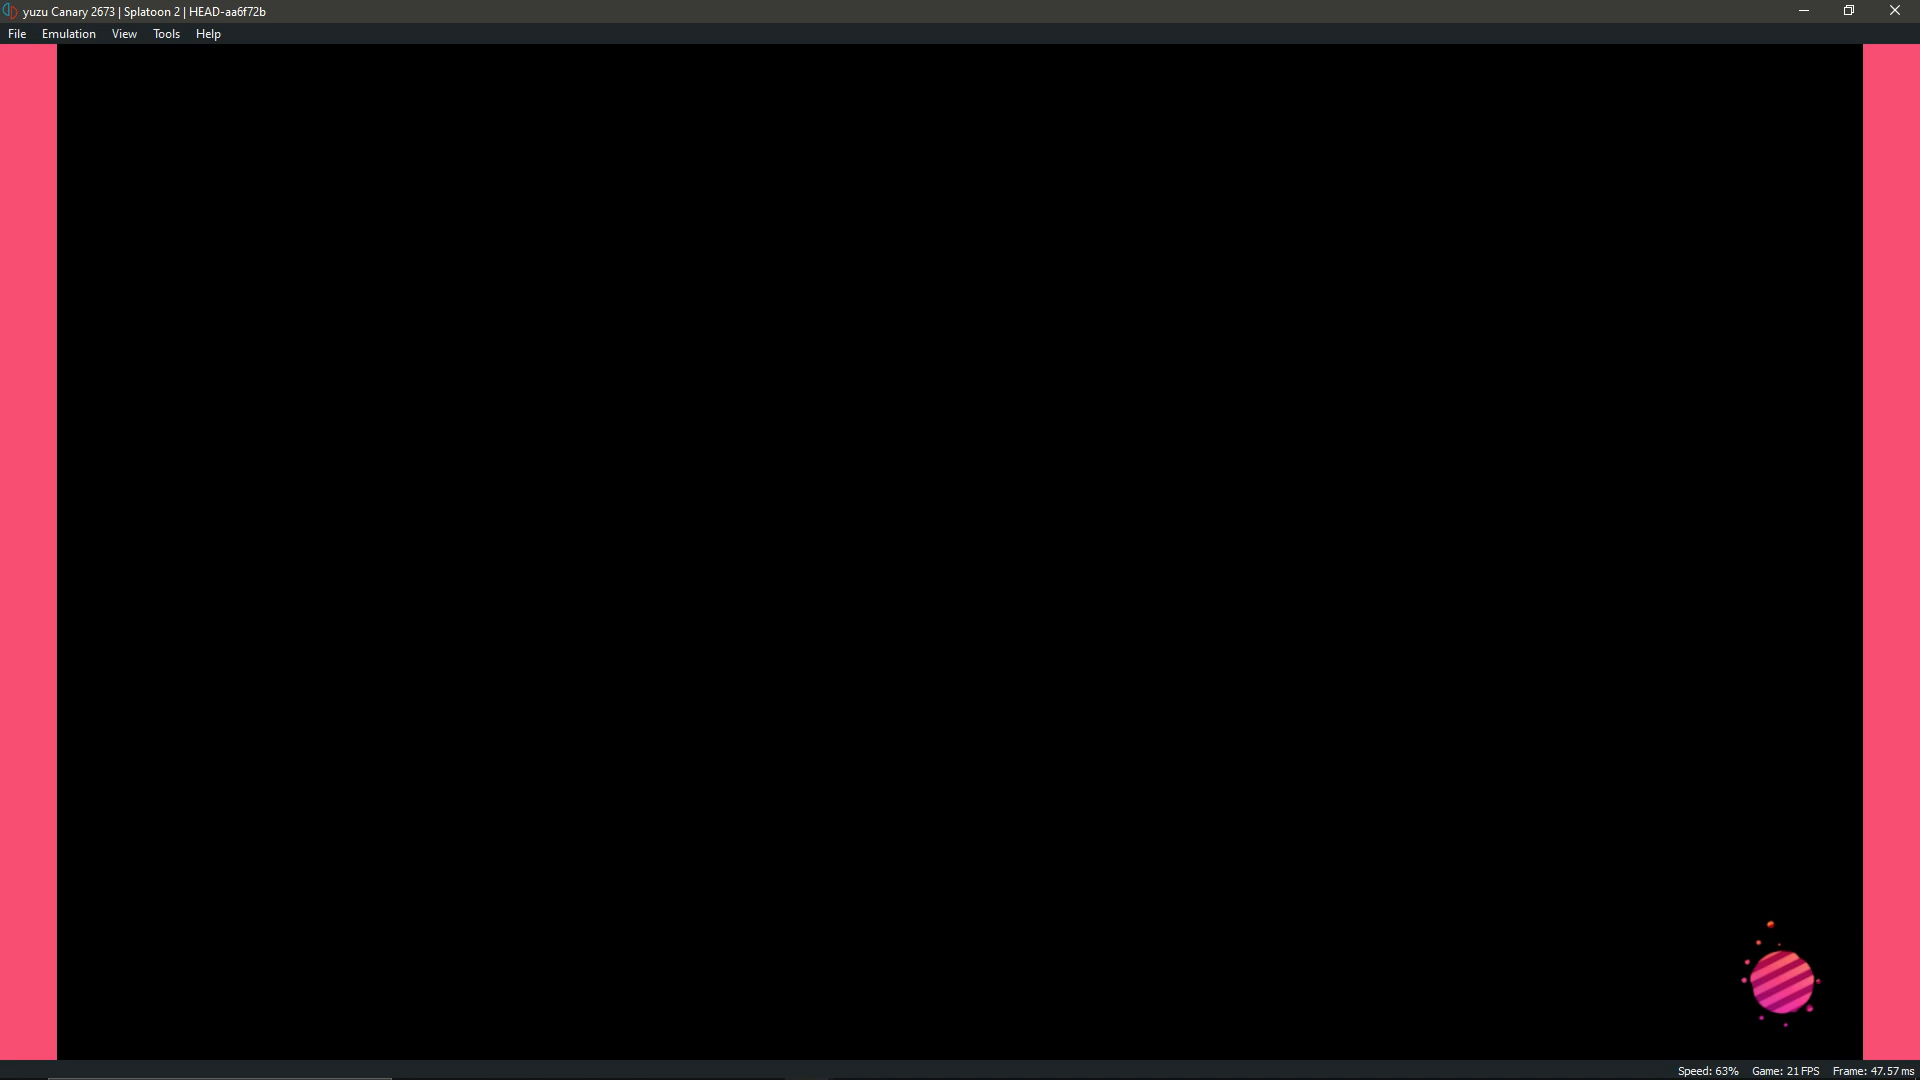 yuzu Canary 2673 | Splatoon 2 | HEAD-aa6f72b
File Emulation View Tools Help
Speed: 63% Game: 21 FPS Frame: 47.57 ms